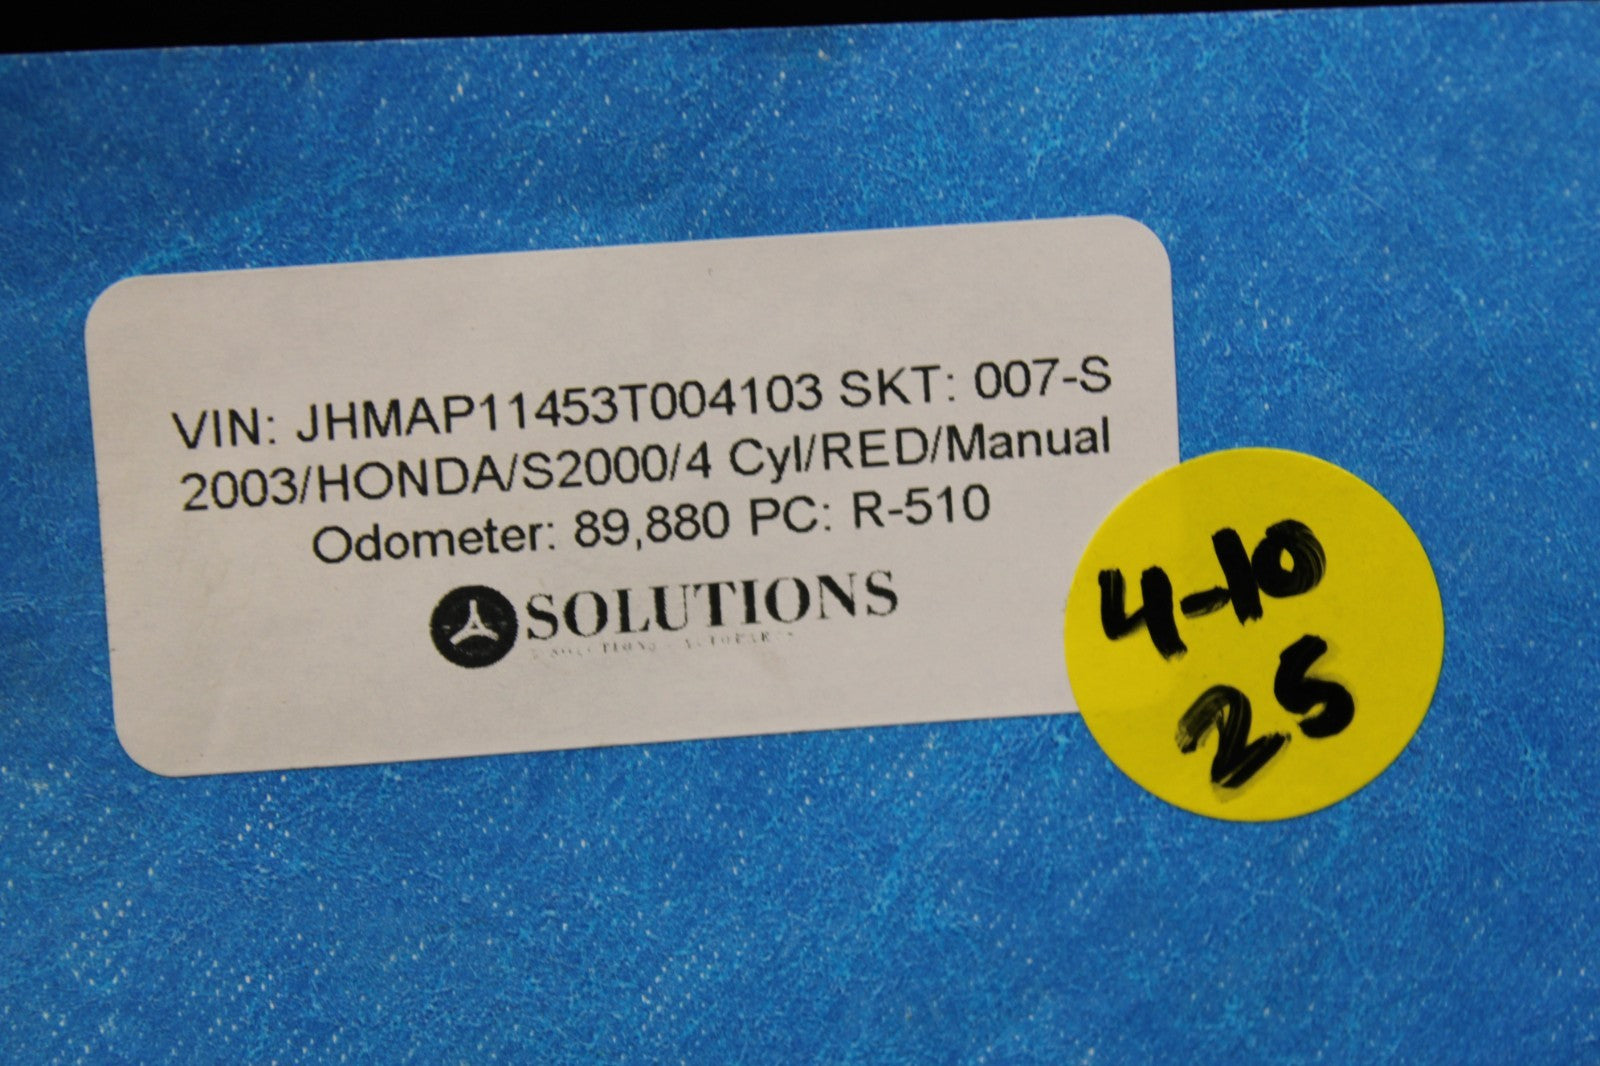 VIN: JHMAP11453T004103 SKT: 007-S
2003/HONDA/S2000/4 Cyl/RED/Manual
Odometer: 89,880 PC: R-510
SOLUTIONS
4-10
25